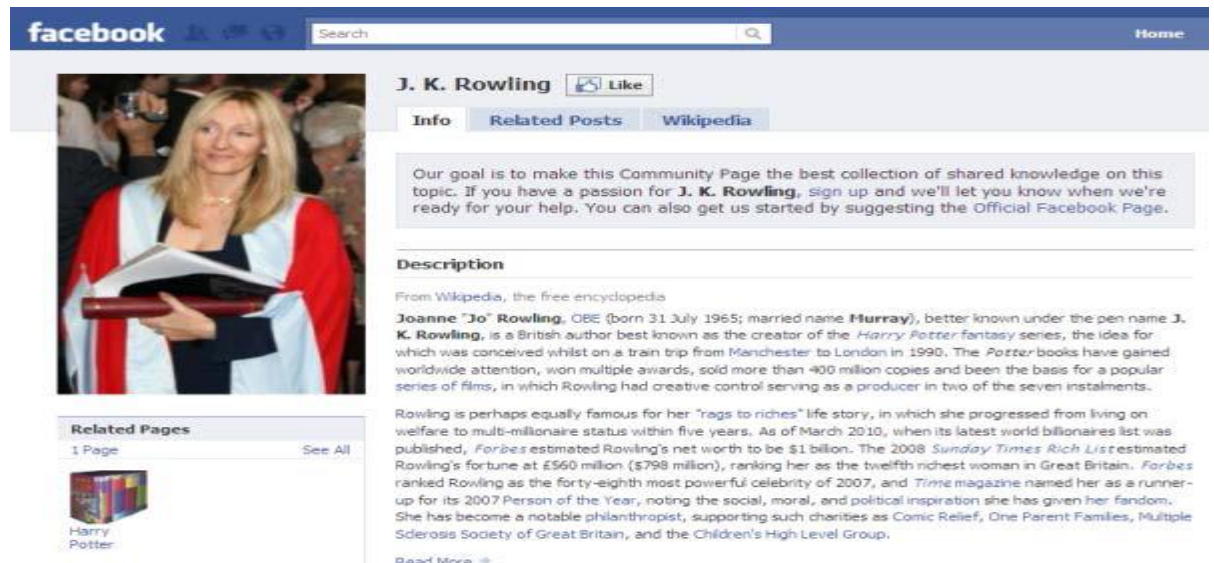 facebook
Search
Home
J. K. Rowling
Like
Info Related Posts Wikipedia
Our goal is to make this Community Page the best collection of shared knowledge on this
topic. If you have a passion for J. K. Rowling, sign up and we'll let you know when we're
ready for your help. You can also get us started by suggesting the Official Facebook Page.
Description
From Wikipedia, the free encyclopedia
Joanne "Jo" Rowling, OBE (born 31 July 1965; married name Murray), better known under the pen name J.
K. Rowling, is a British author best known as the creator of the Harry Potter fantasy series, the idea for
which was conceived whilst on a train trip from Manchester to London in 1990. The Potter books have gained
worldwide attention, won multiple awards, sold more than 400 million copies and been the basis for a popular
series of films, in which Rowling had creative control serving as a producer in two of the seven instalments.
Rowling is perhaps equally famous for her "rags to riches" life story, in which she progressed from living on
welfare to multi-millionaire status within five years. As of March 2010, when its latest world billionaires list was
published, Forbes estimated Rowling's net worth to be $1 billion. The 2008 Sunday Times Rich List estimated
Rowling's fortune at £560 million ($798 million), ranking her as the twelfth richest woman in Great Britain. Forbes
ranked Rowling as the forty-eighth most powerful celebrity of 2007, and Time magazine named her as a runner-
up for its 2007 Person of the Year, noting the social, moral, and political inspiration she has given her fandom.
She has become a notable philanthropist, supporting such charities as Comic Relief, One Parent Families, Multiple
Sclerosis Society of Great Britain, and the Children's High Level Group.
Read More
Related Pages
1 Page See All
Harry
Potter